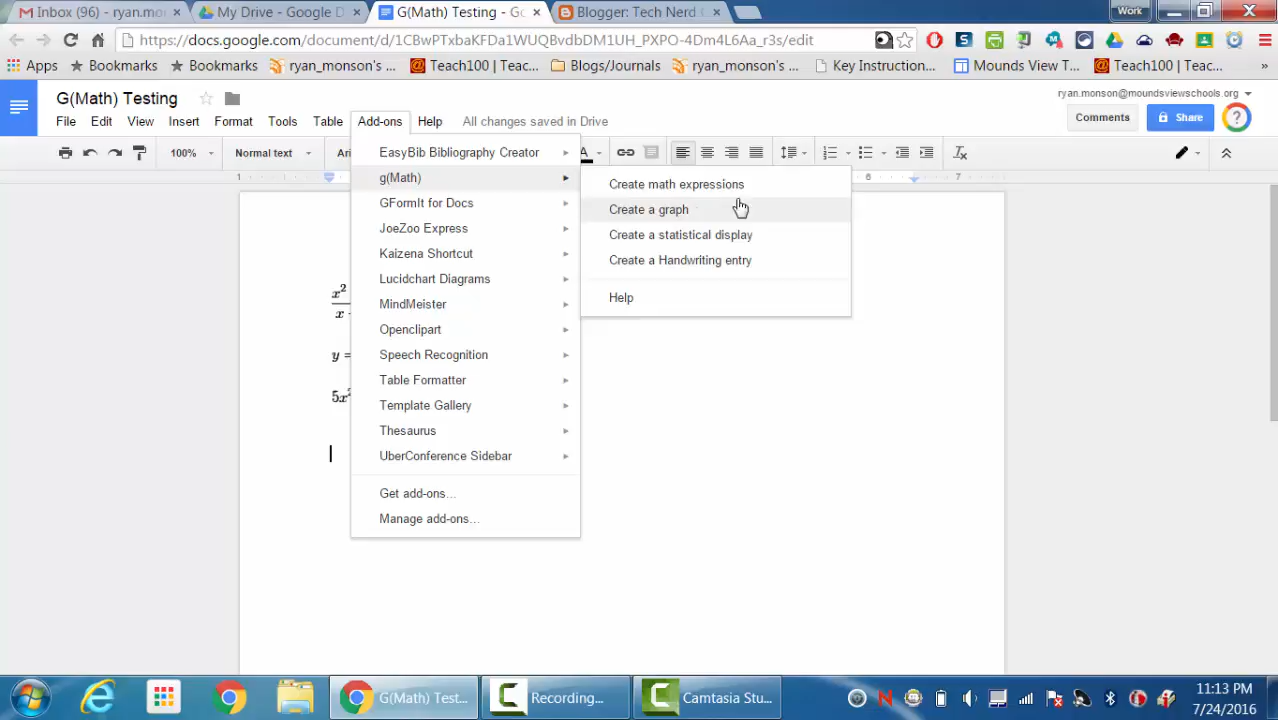 Inbox (96) - ryan.mo
My Drive - Google D
G(Math) Testing - Go
Blogger: Tech Nerd
Work
https://docs.google.com/document/d/1CBwPTxbaKFDa1WUQBvdbDM1UH_PXPO-4Dm4L6Aa_r3s/edit
Apps
Bookmarks
Bookmarks
ryan_monson's ...
Teach100 | Teac...
Blogs/Journals
ryan_monson's ...
Key Instruction...
Mounds View T...
Teach100 | Teac...
»
G(Math) Testing
ryan.monson@moundsviewschools.org
File Edit View Insert Format Tools Table Add-ons Help All changes saved in Drive
Comments
Share
100% Normal text Ari
EasyBib Bibliography Creator
g(Math)
GFormIt for Docs
JoeZoo Express
Kaizena Shortcut
Lucidchart Diagrams
MindMeister
Openclipart
Speech Recognition
Table Formatter
Template Gallery
Thesaurus
UberConference Sidebar
Get add-ons...
Manage add-ons...
Create math expressions
Create a graph
Create a statistical display
Create a Handwriting entry
Help
1
6
7
x²
x -
y =
5x²
G(Math) Test...
Recording...
Camtasia Stu...
11:13 PM
7/24/2016